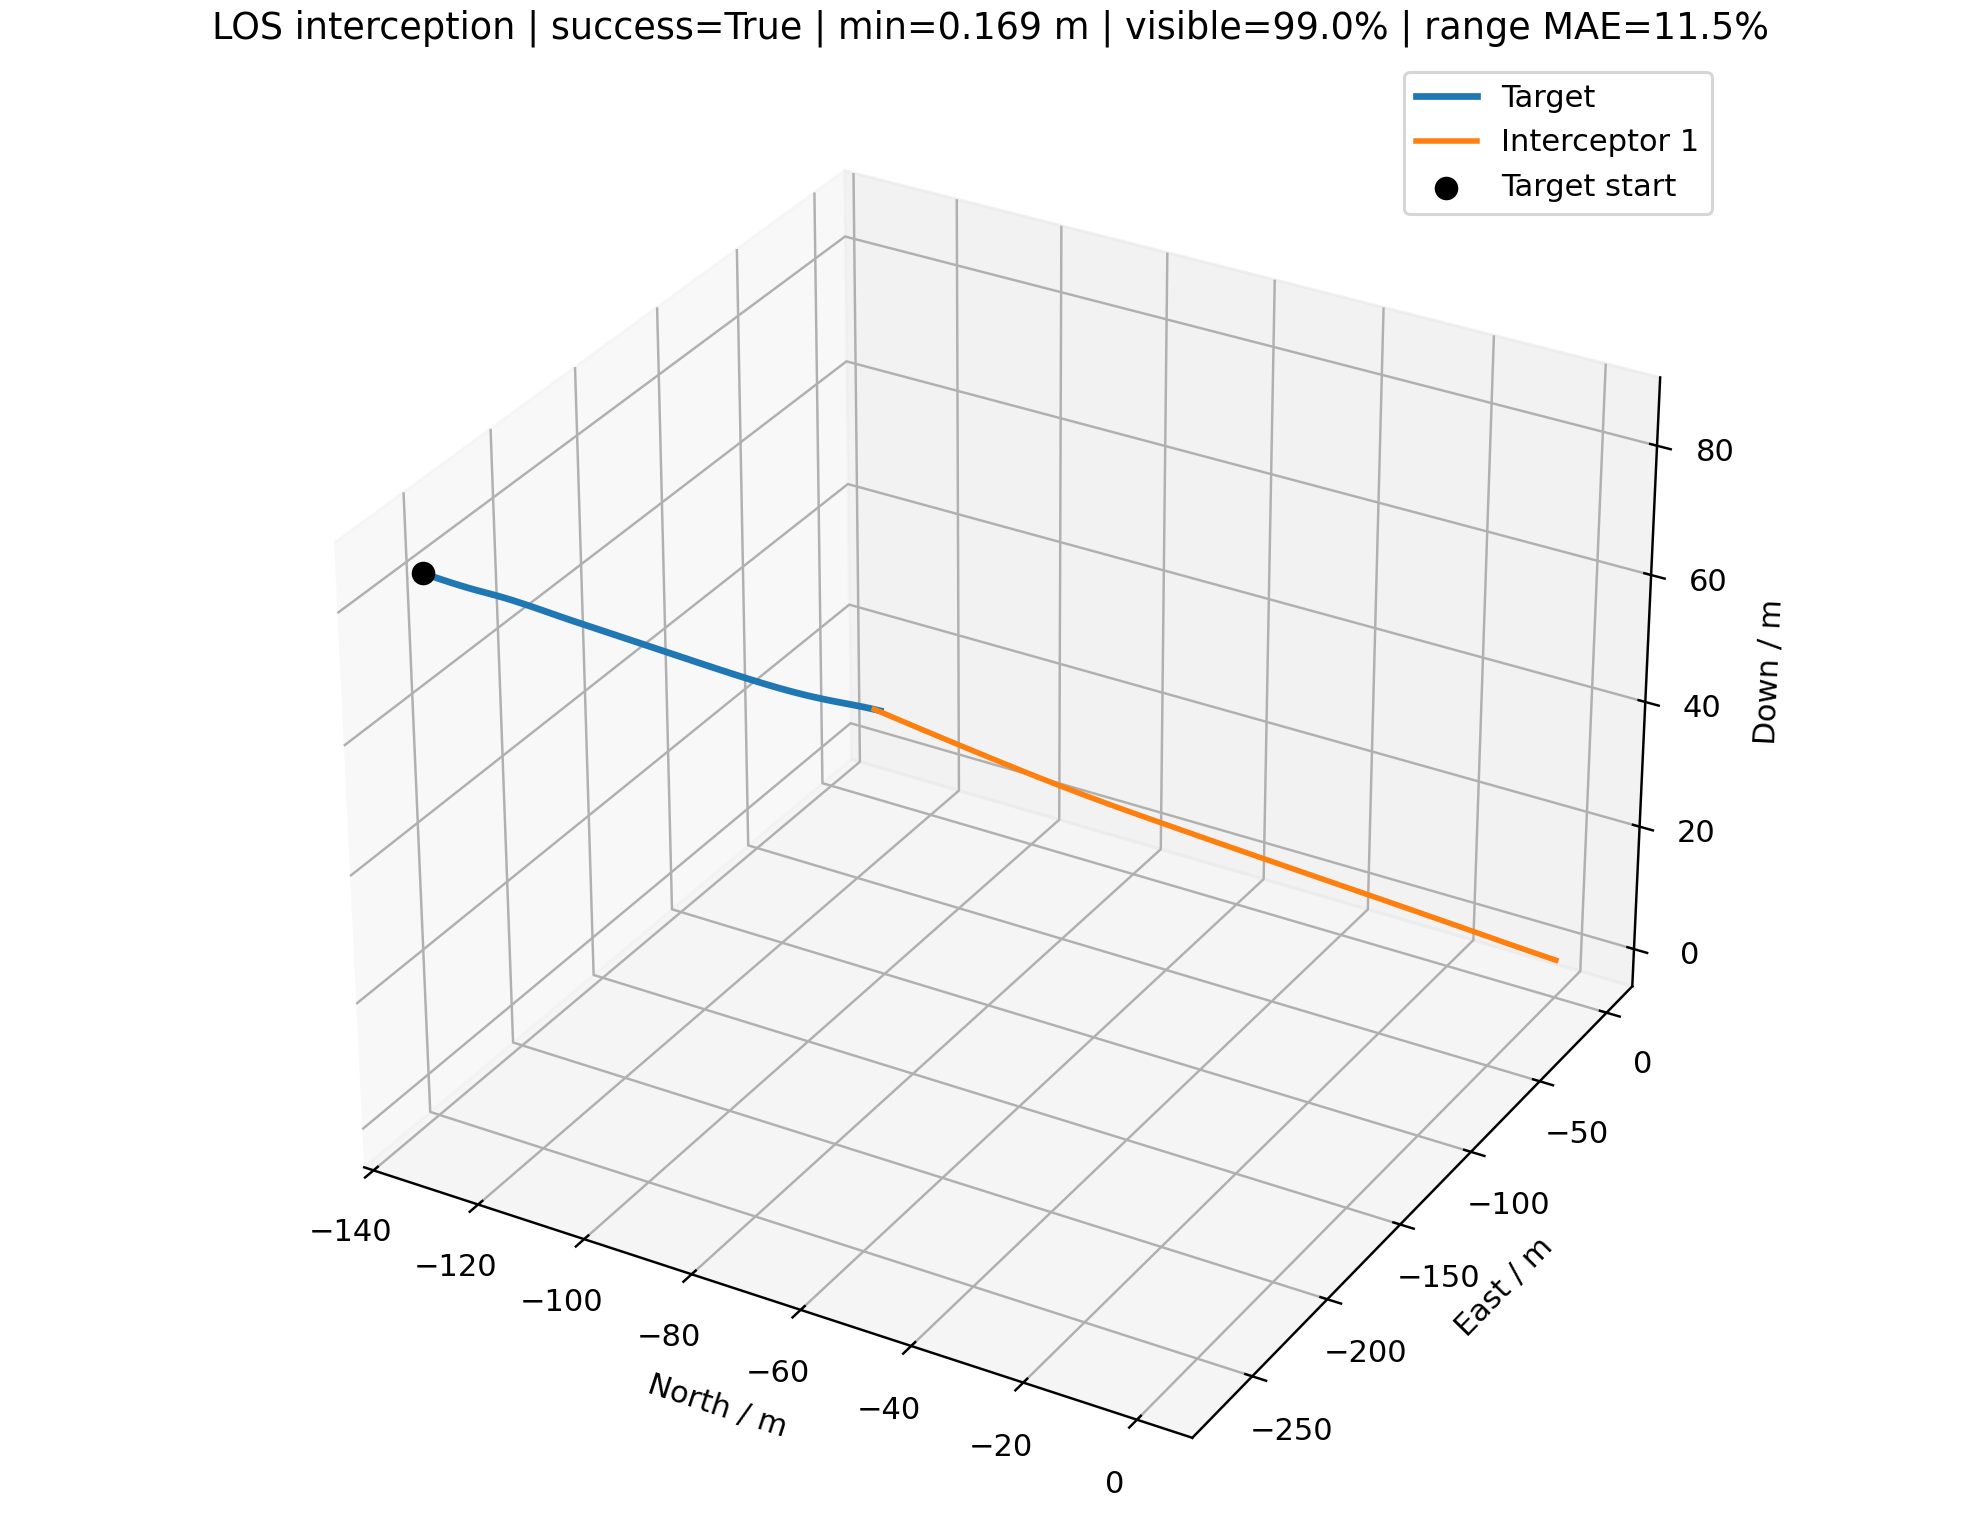 LOS interception | success=True | min=0.169 m | visible=99.0% | range MAE=11.5%
Target
Interceptor 1
Target start
80
60
40
20
0
Down / m
0
−50
−100
−150
−200
−250
East / m
−140
−120
−100
−80
−60
−40
−20
0
North / m